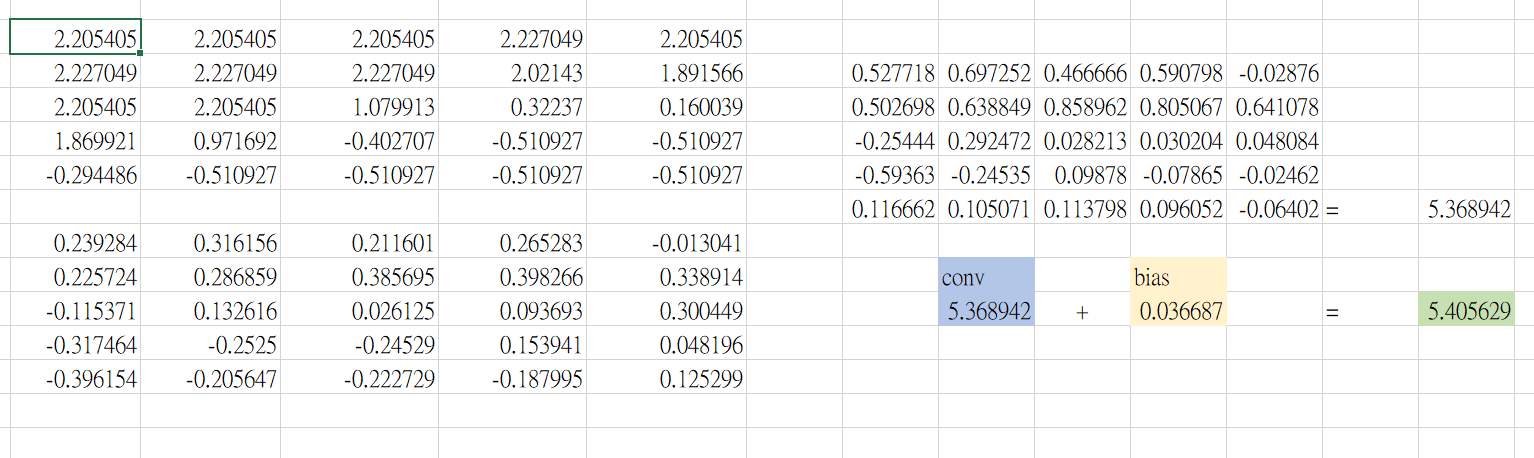 2.205405 2.205405 2.205405 2.227049 2.205405
2.227049 2.227049 2.227049 2.02143 1.891566 0.527718 0.697252 0.466666 0.590798 -0.02876
2.205405 2.205405 1.079913 0.32237 0.160039 0.502698 0.638849 0.858962 0.805067 0.641078
1.869921 0.971692 -0.402707 -0.510927 -0.510927 -0.25444 0.292472 0.028213 0.030204 0.048084
-0.294486 -0.510927 -0.510927 -0.510927 -0.510927 -0.59363 -0.24535 0.09878 -0.07865 -0.02462
0.116662 0.105071 0.113798 0.096052 -0.06402 = 5.368942
0.239284 0.316156 0.211601 0.265283 -0.013041
0.225724 0.286859 0.385695 0.398266 0.338914 conv bias
-0.115371 0.132616 0.026125 0.093693 0.300449 5.368942 + 0.036687 = 5.405629
-0.317464 -0.2525 -0.24529 0.153941 0.048196
-0.396154 -0.205647 -0.222729 -0.187995 0.125299